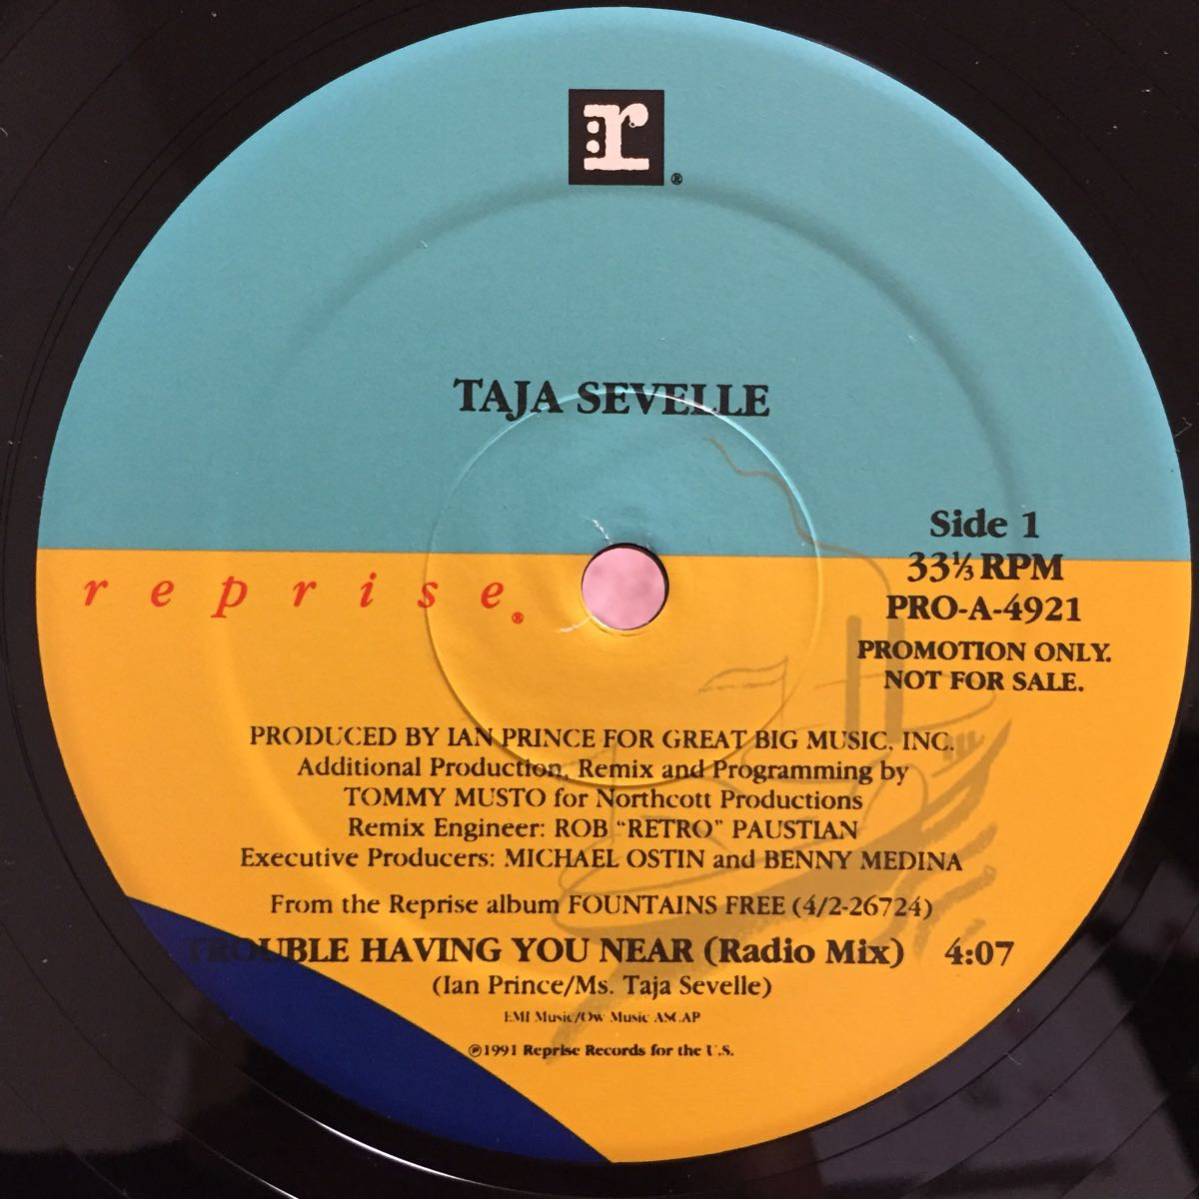 :r
®
TAJA SEVELLE
Side 1
33⅓ RPM
PRO-A-4921
PROMOTION ONLY.
NOT FOR SALE.
reprise®
PRODUCED BY IAN PRINCE FOR GREAT BIG MUSIC, INC.
Additional Production, Remix and Programming by
TOMMY MUSTO for Northcott Productions
Remix Engineer: ROB “RETRO” PAUSTIAN
Executive Producers: MICHAEL OSTIN and BENNY MEDINA
From the Reprise album FOUNTAINS FREE (4/2-26724)
TROUBLE HAVING YOU NEAR (Radio Mix) 4:07
(Ian Prince/Ms. Taja Sevelle)
EMI Music/Ow Music ASCAP
℗1991 Reprise Records for the U.S.